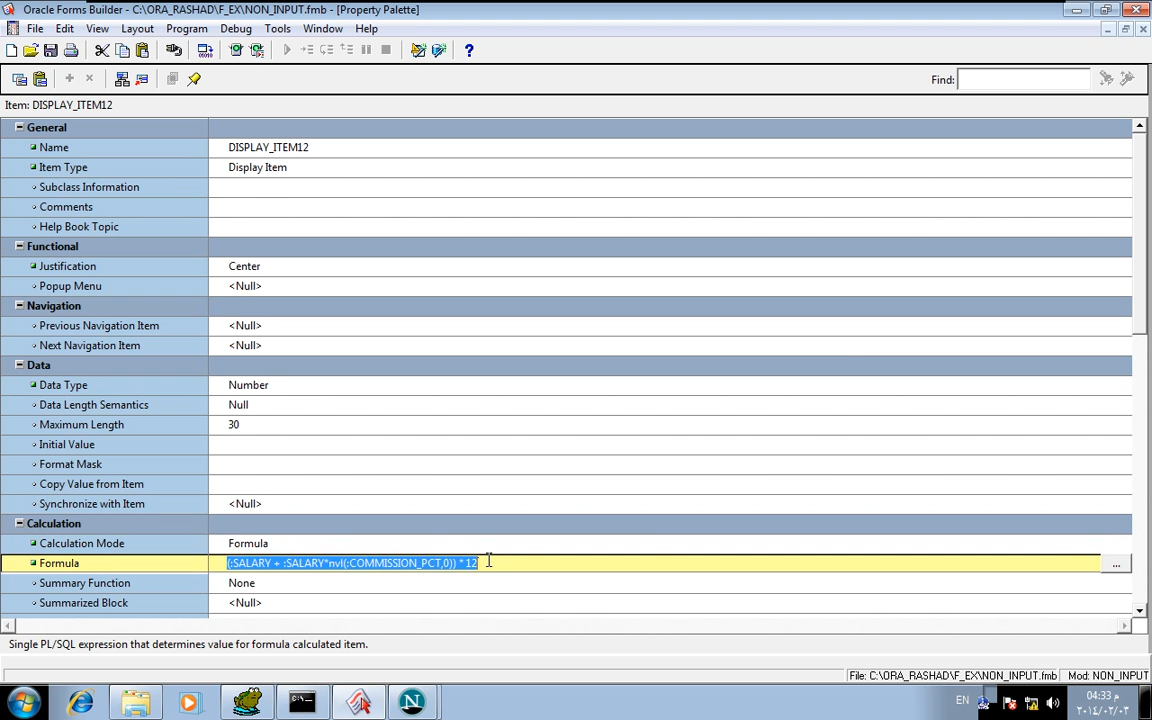 Oracle Forms Builder - C:\ORA_RASHAD\F_EX\NON_INPUT.fmb - [Property Palette]
File Edit View Layout Program Debug Tools Window Help
Find:
Item: DISPLAY_ITEM12
General
Name DISPLAY_ITEM12
Item Type Display Item
Subclass Information
Comments
Help Book Topic
Functional
Justification Center
Popup Menu <Null>
Navigation
Previous Navigation Item <Null>
Next Navigation Item <Null>
Data
Data Type Number
Data Length Semantics Null
Maximum Length 30
Initial Value
Format Mask
Copy Value from Item
Synchronize with Item <Null>
Calculation
Calculation Mode Formula
Formula (:SALARY + :SALARY*nvl(:COMMISSION_PCT,0)) * 12 ...
Summary Function None
Summarized Block <Null>
Single PL/SQL expression that determines value for formula calculated item.
File: C:\ORA_RASHAD\F_EX\NON_INPUT.fmb Mod: NON_INPUT
EN 04:33 م
٢٠١٤/٠٢/٠٣